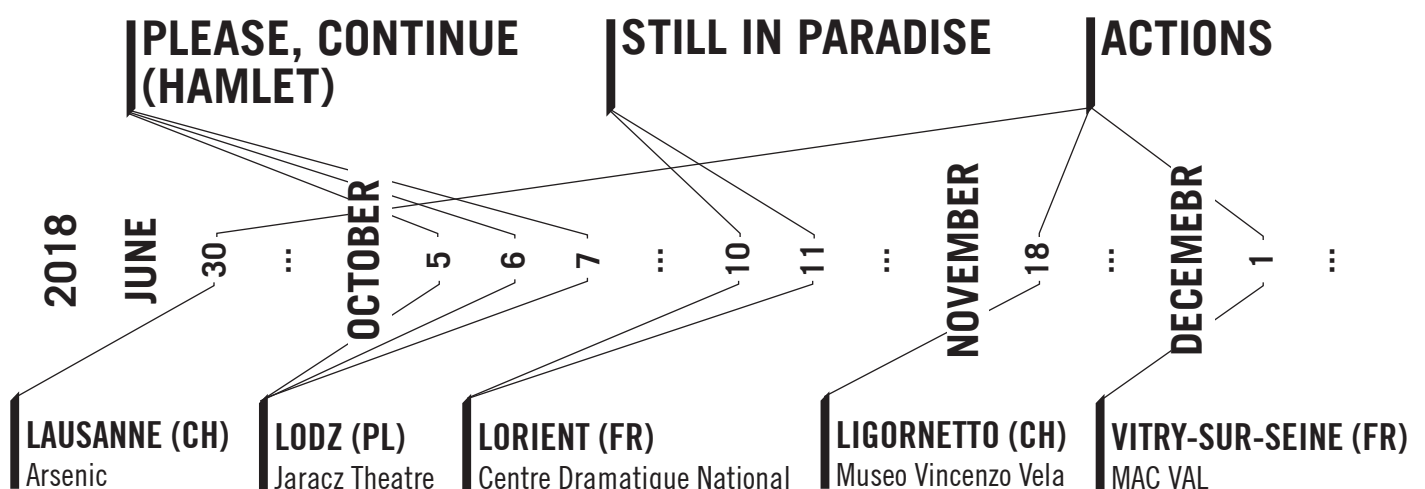 PLEASE, CONTINUE
(HAMLET)
STILL IN PARADISE
ACTIONS
2018
JUNE
30
...
OCTOBER
5
6
7
...
10
11
...
NOVEMBER
18
...
DECEMEBR
1
...
LAUSANNE (CH)
Arsenic
LODZ (PL)
Jaracz Theatre
LORIENT (FR)
Centre Dramatique National
LIGORNETTO (CH)
Museo Vincenzo Vela
VITRY-SUR-SEINE (FR)
MAC VAL